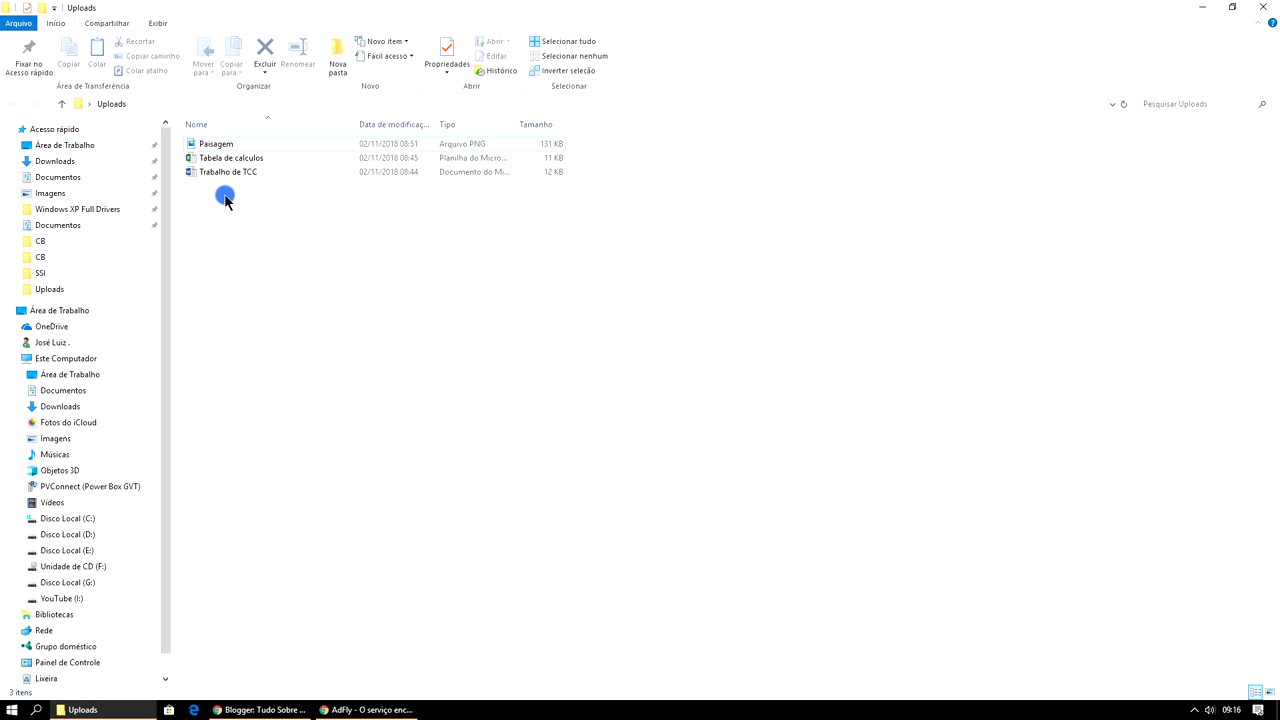 Uploads
Arquivo Início Compartilhar Exibir
Fixar no Acesso rápido
Copiar
Colar
Recortar
Copiar caminho
Colar atalho
Área de Transferência
Mover para
Copiar para
Excluir
Renomear
Organizar
Nova pasta
Novo item
Fácil acesso
Novo
Propriedades
Abrir
Editar
Histórico
Abrir
Selecionar tudo
Selecionar nenhum
Inverter seleção
Selecionar
Uploads
Pesquisar Uploads
Nome Data de modificaç... Tipo Tamanho
Paisagem 02/11/2018 08:51 Arquivo PNG 131 KB
Tabela de calculos 02/11/2018 08:45 Planilha do Micro... 11 KB
Trabalho de TCC 02/11/2018 08:44 Documento do Mi... 12 KB
Acesso rápido
Área de Trabalho
Downloads
Documentos
Imagens
Windows XP Full Drivers
Documentos
CB
CB
SSI
Uploads
Área de Trabalho
OneDrive
José Luiz .
Este Computador
Área de Trabalho
Documentos
Downloads
Fotos do iCloud
Imagens
Músicas
Objetos 3D
PVConnect (Power Box GVT)
Vídeos
Disco Local (C:)
Disco Local (D:)
Disco Local (E:)
Unidade de CD (F:)
Disco Local (G:)
YouTube (I:)
Bibliotecas
Rede
Grupo doméstico
Painel de Controle
Lixeira
3 itens
Uploads
Blogger: Tudo Sobre ...
AdFly - O serviço enc...
09:16